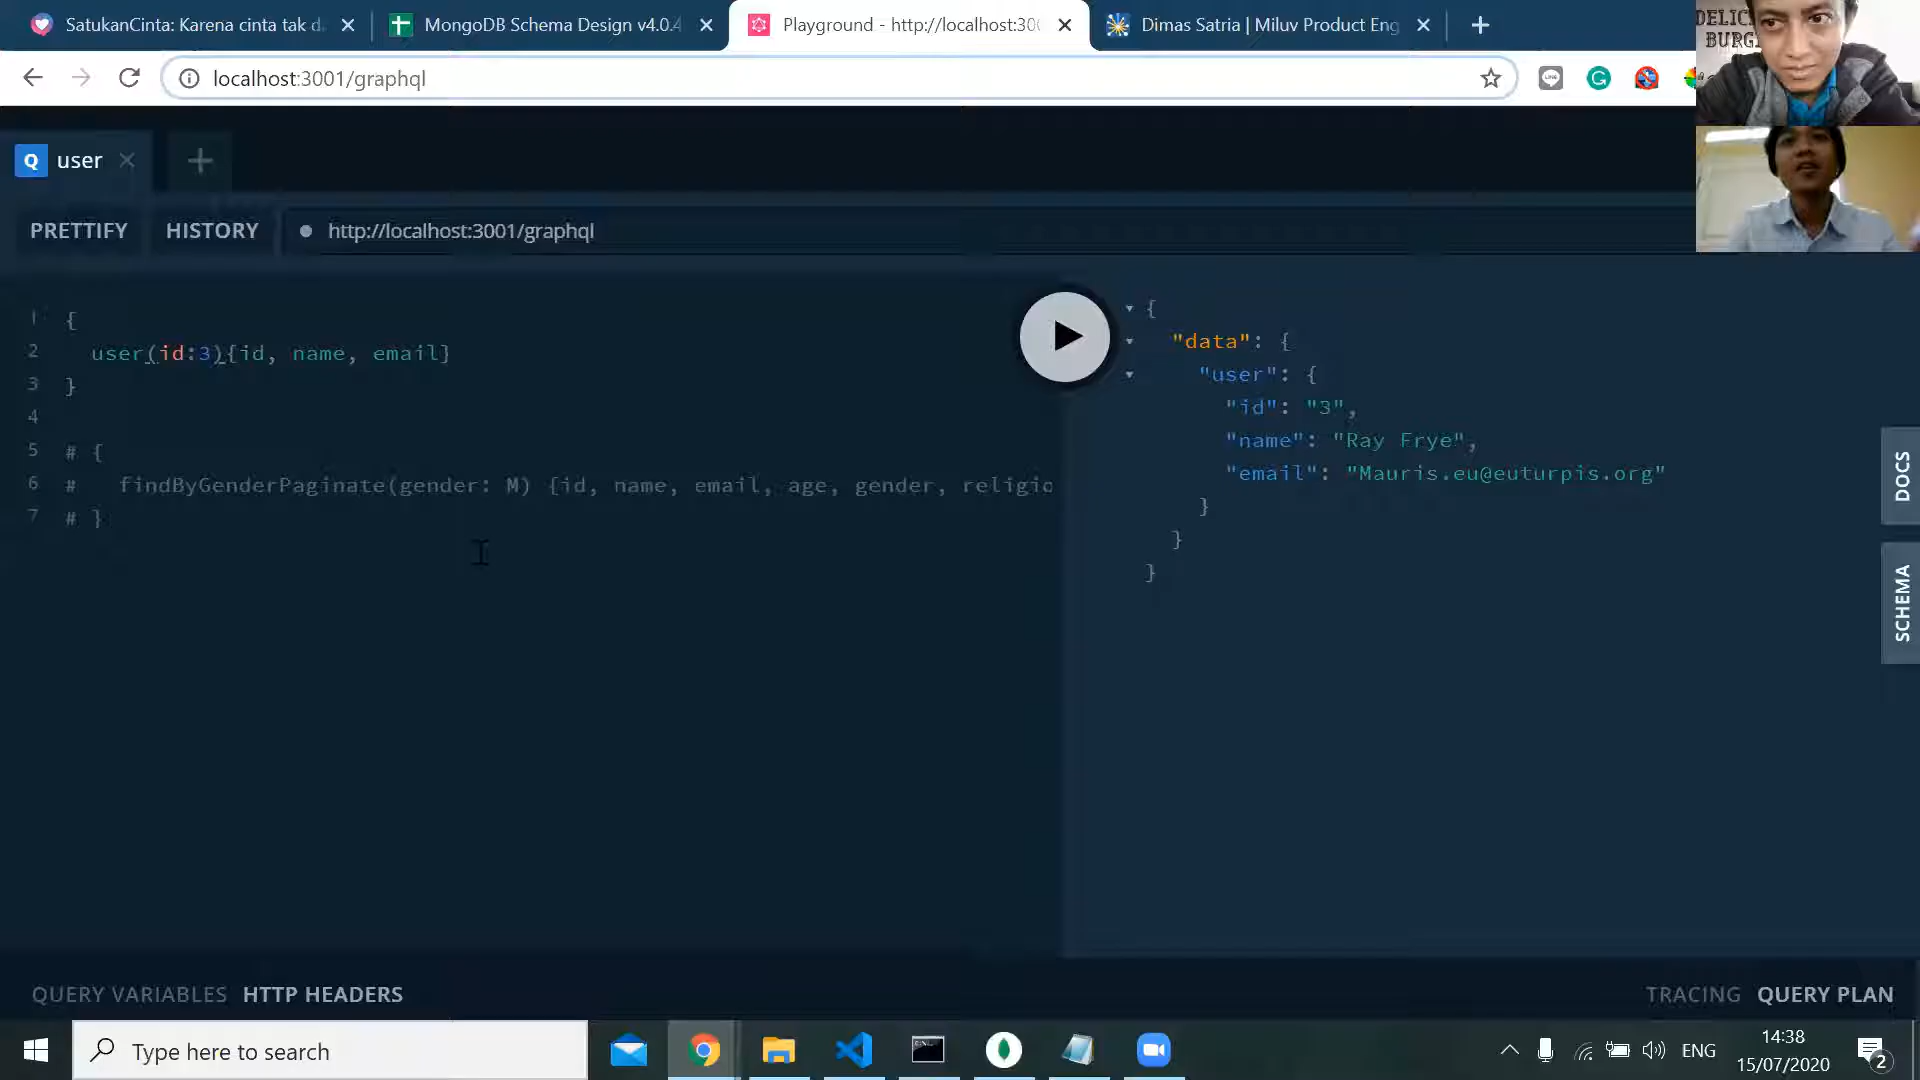 SatukanCinta: Karena cinta tak d
MongoDB Schema Design v4.0.4
Playground - http://localhost:300
Dimas Satria | Miluv Product Eng
DELIC
BURG
localhost:3001/graphql
Q user
PRETTIFY
HISTORY
http://localhost:3001/graphql
1 {
2 user(id:3){id, name, email}
3 }
4
5 # {
6 # findByGenderPaginate(gender: M) {id, name, email, age, gender, religio
7 # }
{
"data": {
"user": {
"id": "3",
"name": "Ray Frye",
"email": "Mauris.eu@euturpis.org"
}
}
}
DOCS
SCHEMA
QUERY VARIABLES
HTTP HEADERS
TRACING
QUERY PLAN
Type here to search
ENG
14:38
15/07/2020
2